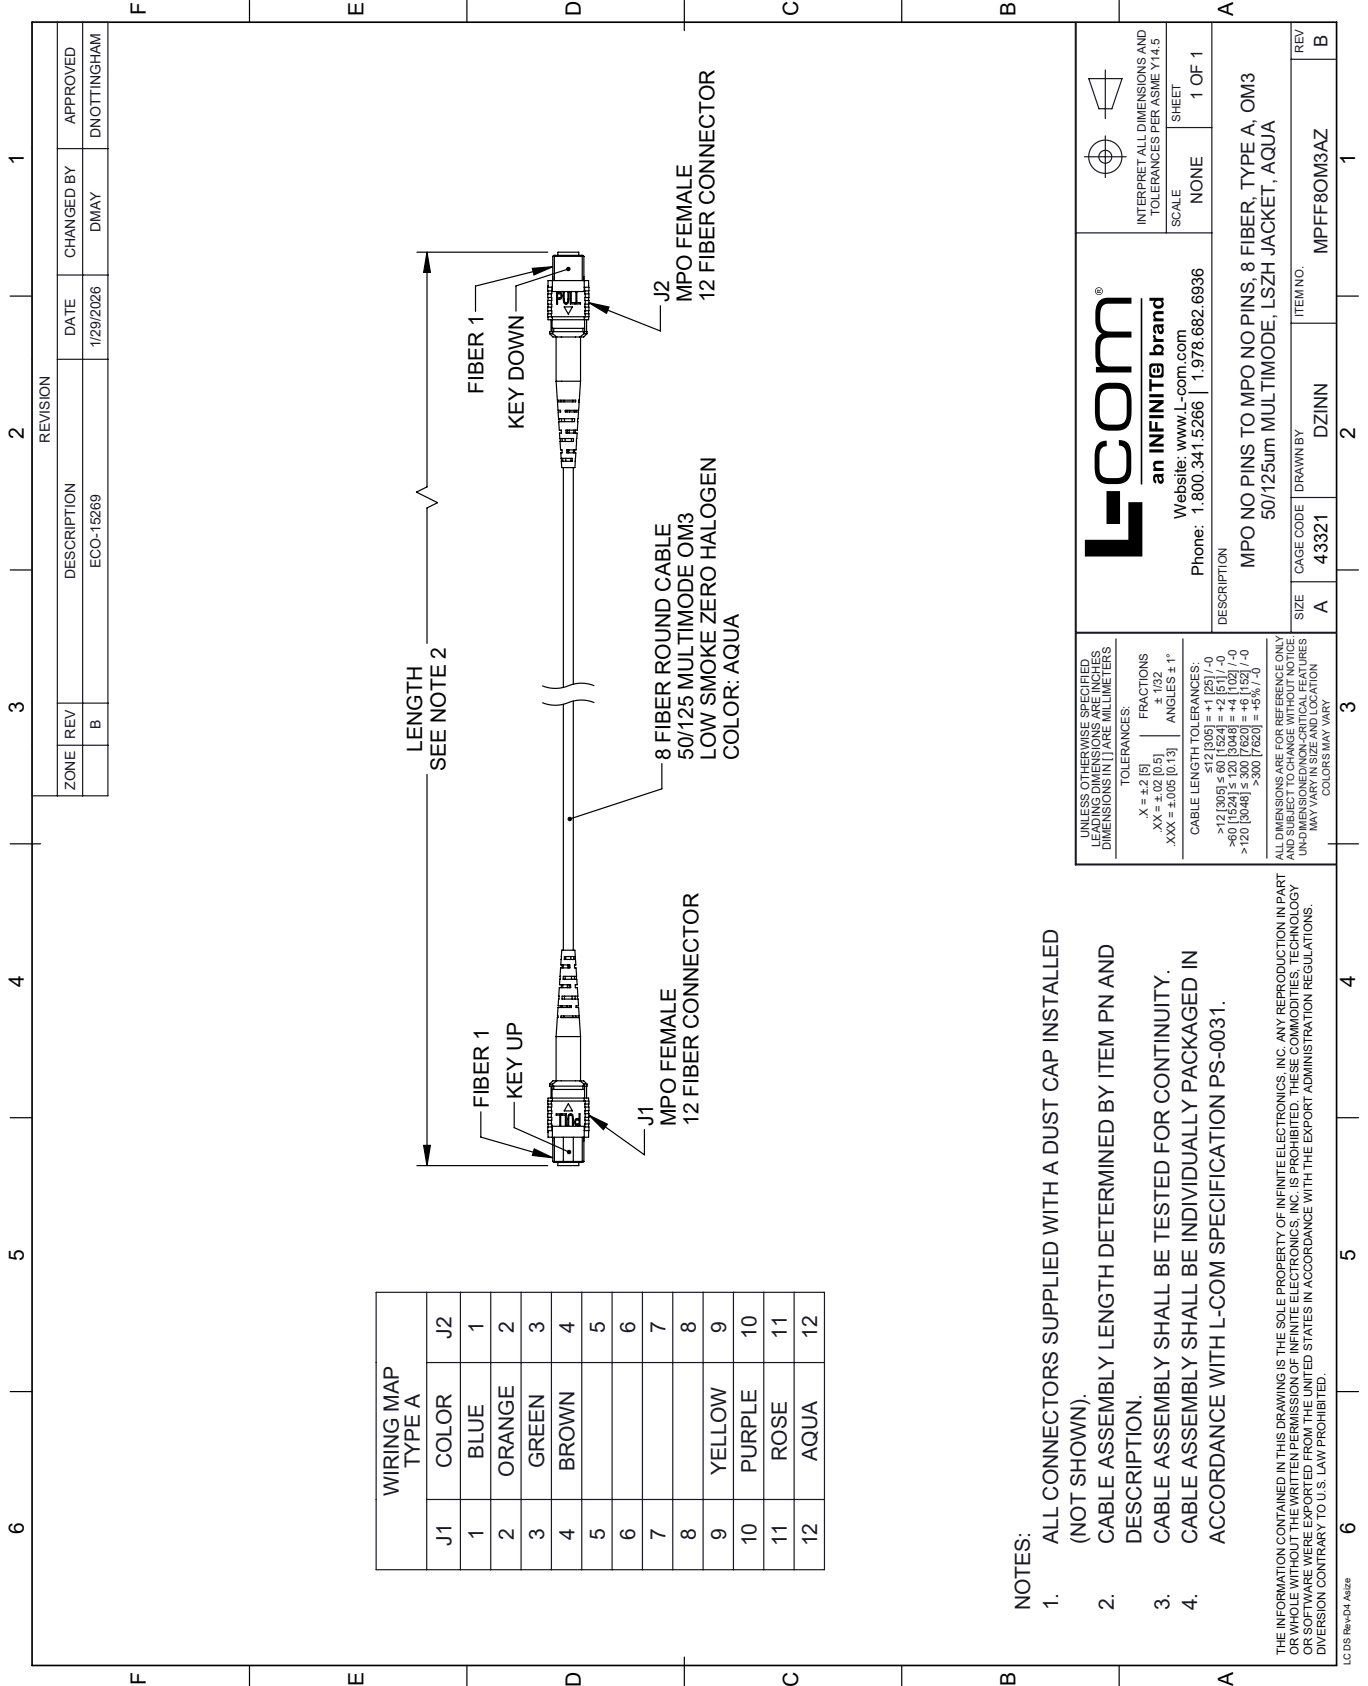 6
5
4
3
2
1
F
E
D
C
B
A
REVISION
ZONE REV DESCRIPTION DATE CHANGED BY APPROVED
B ECO-15269 1/29/2026 DMAY DNOTTINGHAM
LENGTH
SEE NOTE 2
FIBER 1
KEY UP
FIBER 1
KEY DOWN
PULL
PULL
J1
MPO FEMALE
12 FIBER CONNECTOR
J2
MPO FEMALE
12 FIBER CONNECTOR
8 FIBER ROUND CABLE
50/125 MULTIMODE OM3
LOW SMOKE ZERO HALOGEN
COLOR: AQUA
WIRING MAP
TYPE A
J1 COLOR J2
1 BLUE 1
2 ORANGE 2
3 GREEN 3
4 BROWN 4
5 5
6 6
7 7
8 8
9 YELLOW 9
10 PURPLE 10
11 ROSE 11
12 AQUA 12
NOTES:
1. ALL CONNECTORS SUPPLIED WITH A DUST CAP INSTALLED
(NOT SHOWN).
2. CABLE ASSEMBLY LENGTH DETERMINED BY ITEM PN AND
DESCRIPTION.
3. CABLE ASSEMBLY SHALL BE TESTED FOR CONTINUITY.
4. CABLE ASSEMBLY SHALL BE INDIVIDUALLY PACKAGED IN
ACCORDANCE WITH L-COM SPECIFICATION PS-0031.
THE INFORMATION CONTAINED IN THIS DRAWING IS THE SOLE PROPERTY OF INFINITE ELECTRONICS, INC. ANY REPRODUCTION IN PART
OR WHOLE WITHOUT THE WRITTEN PERMISSION OF INFINITE ELECTRONICS, INC. IS PROHIBITED. THESE COMMODITIES, TECHNOLOGY
OR SOFTWARE WERE EXPORTED FROM THE UNITED STATES IN ACCORDANCE WITH THE EXPORT ADMINISTRATION REGULATIONS.
DIVERSION CONTRARY TO U.S. LAW PROHIBITED.
UNLESS OTHERWISE SPECIFIED
LEADING DIMENSIONS ARE INCHES
DIMENSIONS IN [ ] ARE MILLIMETERS
TOLERANCES:
.X = ±.2 [5]
.XX = ±.02 [0.5]
.XXX = ±.005 [0.13]
FRACTIONS
± 1/32
ANGLES ± 1°
CABLE LENGTH TOLERANCES:
≤12 [305] = +1 [25] / -0
>12 [305] ≤ 60 [1524] = +2 [51] / -0
>60 [1524] ≤ 120 [3048] = +4 [102] / -0
>120 [3048] ≤ 300 [7620] = +6 [152] / -0
>300 [7620] = +5% / -0
ALL DIMENSIONS ARE FOR REFERENCE ONLY
AND SUBJECT TO CHANGE WITHOUT NOTICE.
UN-DIMENSIONED/NON-CRITICAL FEATURES
MAY VARY IN SIZE AND LOCATION
COLORS MAY VARY
L-com®
an INFINITE brand
Website: www.L-com.com
Phone: 1.800.341.5266 | 1.978.682.6936
INTERPRET ALL DIMENSIONS AND
TOLERANCES PER ASME Y14.5
SCALE
NONE
SHEET
1 OF 1
DESCRIPTION
MPO NO PINS TO MPO NO PINS, 8 FIBER, TYPE A, OM3
50/125um MULTIMODE, LSZH JACKET, AQUA
SIZE
A
CAGE CODE
43321
DRAWN BY
DZINN
ITEM NO.
MPFF8OM3AZ
REV
B
F
E
D
C
B
A
6
5
4
3
2
1
LC DS Rev-D4 Asize